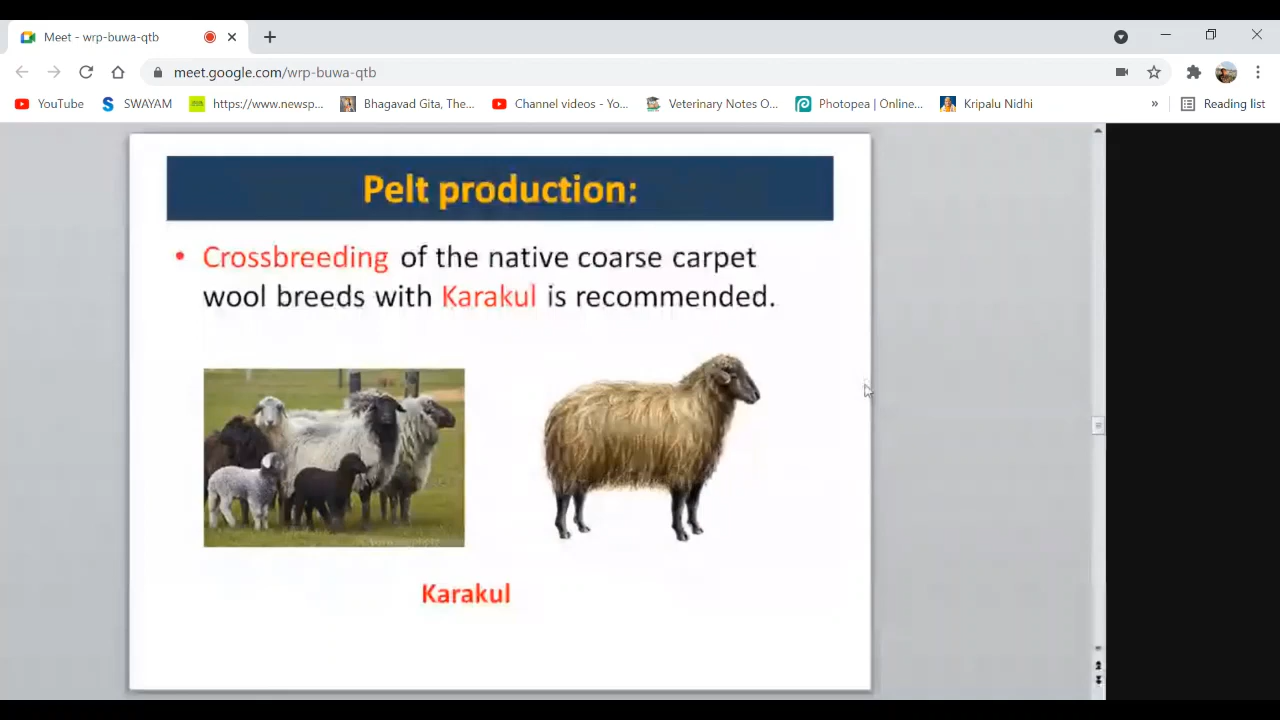 Meet - wrp-buwa-qtb
meet.google.com/wrp-buwa-qtb
YouTube
SWAYAM
https://www.newsp...
Bhagavad Gita, The...
Channel videos - Yo...
Veterinary Notes O...
Photopea | Online...
Kripalu Nidhi
»
Reading list
Pelt production:
• Crossbreeding of the native coarse carpet
wool breeds with Karakul is recommended.
Karakul